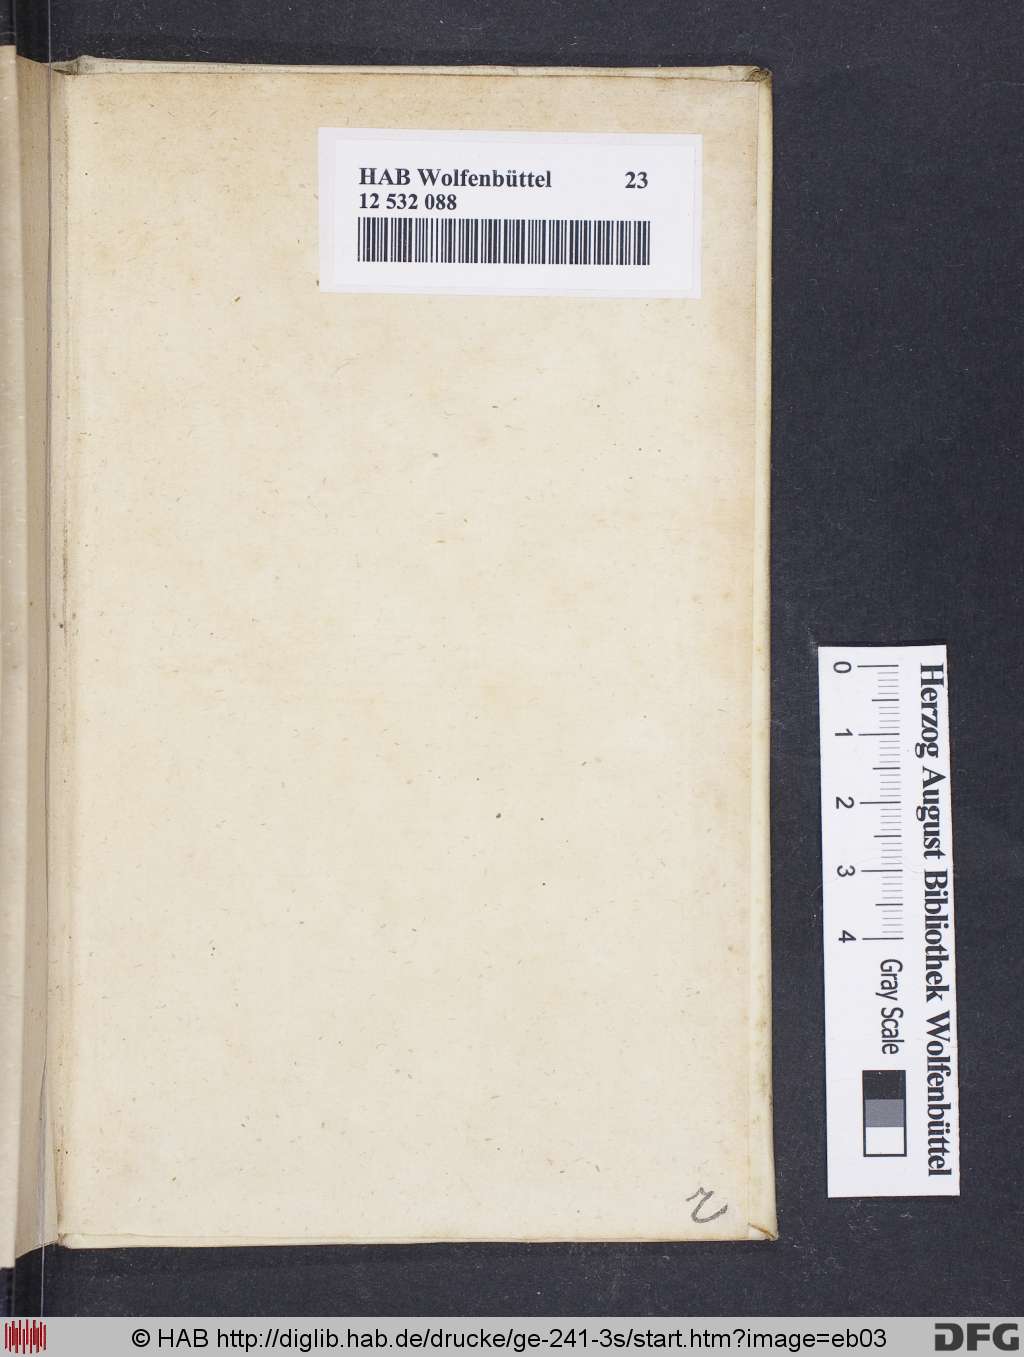 HAB Wolfenbüttel 23
12 532 088
Herzog August Bibliothek Wolfenbüttel
0 1 2 3 4 Gray Scale
© HAB http://diglib.hab.de/drucke/ge-241-3s/start.htm?image=eb03
DFG